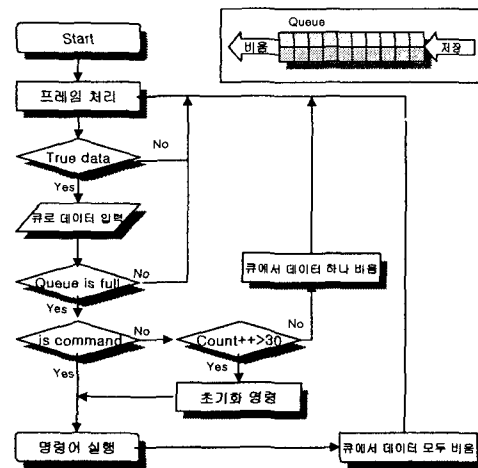 Start
Queue
비움
저장
프레임 처리
True data
No
Yes
큐로 데이터 입력
Queue is full
No
Yes
큐에서 데이터 하나 비움
is command
No
Count++>30
No
Yes
Yes
초기화 명령
명령어 실행
큐에서 데이터 모두 비움